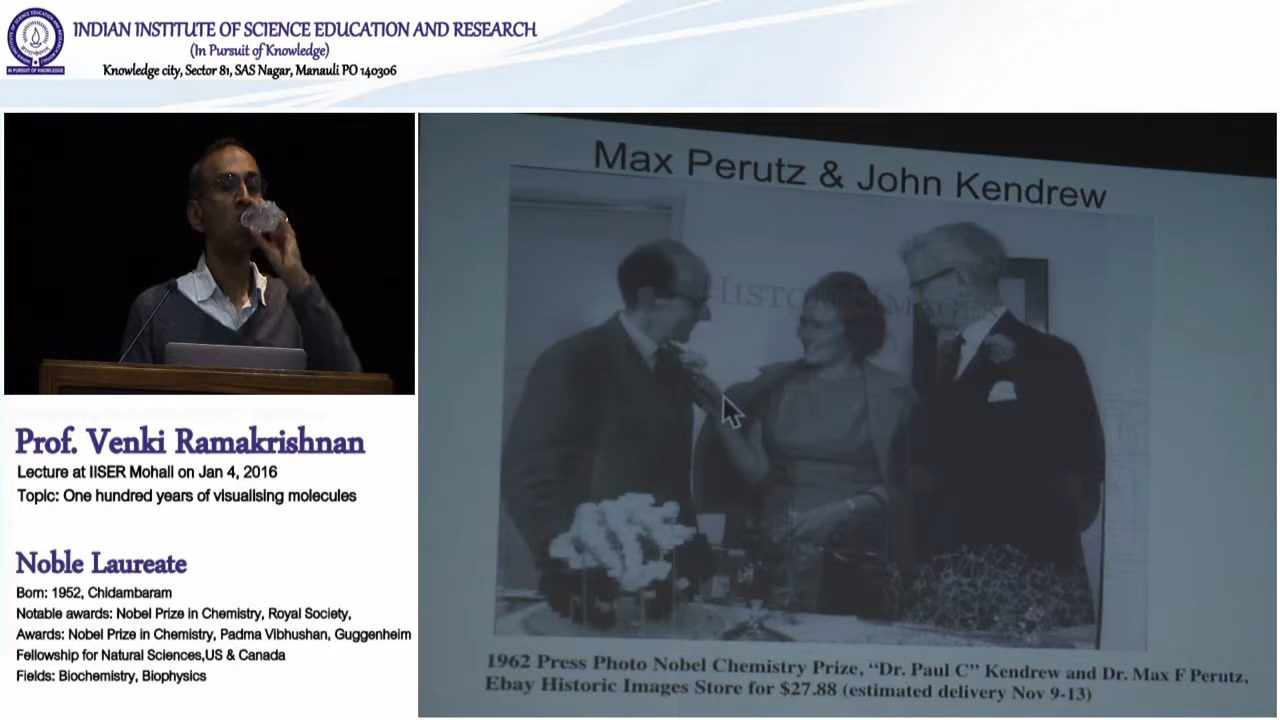 INDIAN INSTITUTE OF SCIENCE EDUCATION AND RESEARCH
(In Pursuit of Knowledge)
Knowledge city, Sector 81, SAS Nagar, Manauli PO 140306
IN PURSUIT OF KNOWLEDGE
Max Perutz & John Kendrew
1962 Press Photo Nobel Chemistry Prize, “Dr. Paul C” Kendrew and Dr. Max F Perutz,
Ebay Historic Images Store for $27.88 (estimated delivery Nov 9-13)
Prof. Venki Ramakrishnan
Lecture at IISER Mohall on Jan 4, 2016
Topic: One hundred years of visualising molecules
Noble Laureate
Born: 1952, Chidambaram
Notable awards: Nobel Prize in Chemistry, Royal Society,
Awards: Nobel Prize in Chemistry, Padma Vibhushan, Guggenheim
Fellowship for Natural Sciences,US & Canada
Fields: Biochemistry, Biophysics